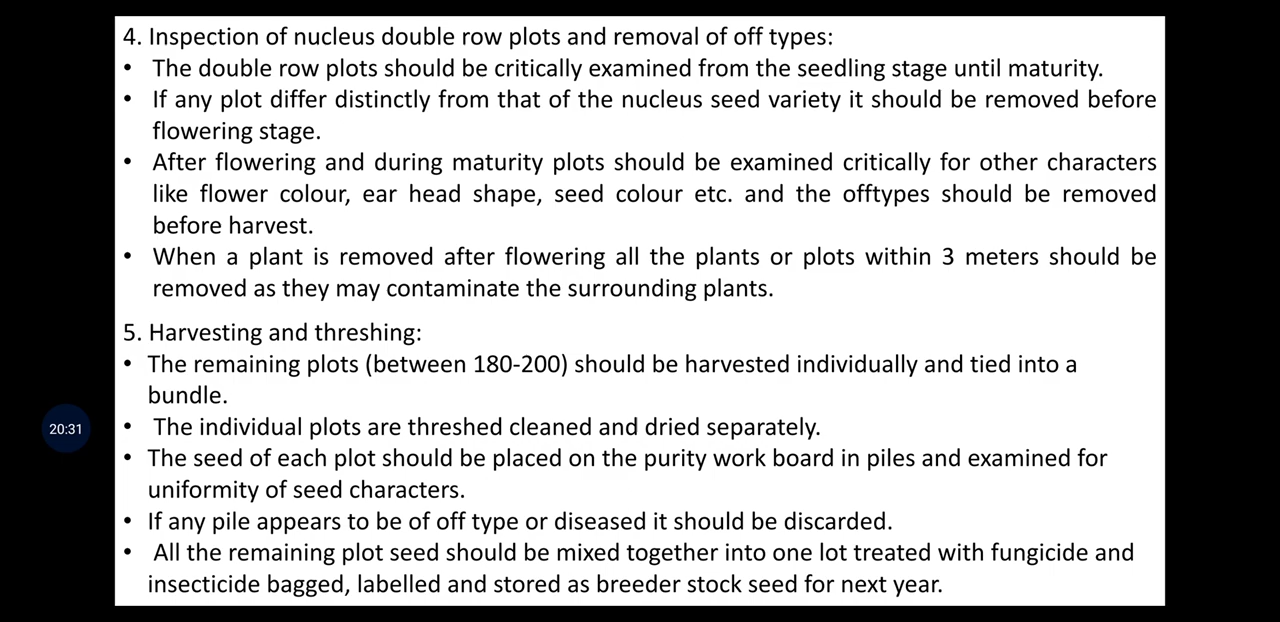 4. Inspection of nucleus double row plots and removal of off types:
• The double row plots should be critically examined from the seedling stage until maturity.
• If any plot differ distinctly from that of the nucleus seed variety it should be removed before
flowering stage.
• After flowering and during maturity plots should be examined critically for other characters
like flower colour, ear head shape, seed colour etc. and the offtypes should be removed
before harvest.
• When a plant is removed after flowering all the plants or plots within 3 meters should be
removed as they may contaminate the surrounding plants.
5. Harvesting and threshing:
• The remaining plots (between 180-200) should be harvested individually and tied into a
bundle.
20:31
• The individual plots are threshed cleaned and dried separately.
• The seed of each plot should be placed on the purity work board in piles and examined for
uniformity of seed characters.
• If any pile appears to be of off type or diseased it should be discarded.
• All the remaining plot seed should be mixed together into one lot treated with fungicide and
insecticide bagged, labelled and stored as breeder stock seed for next year.